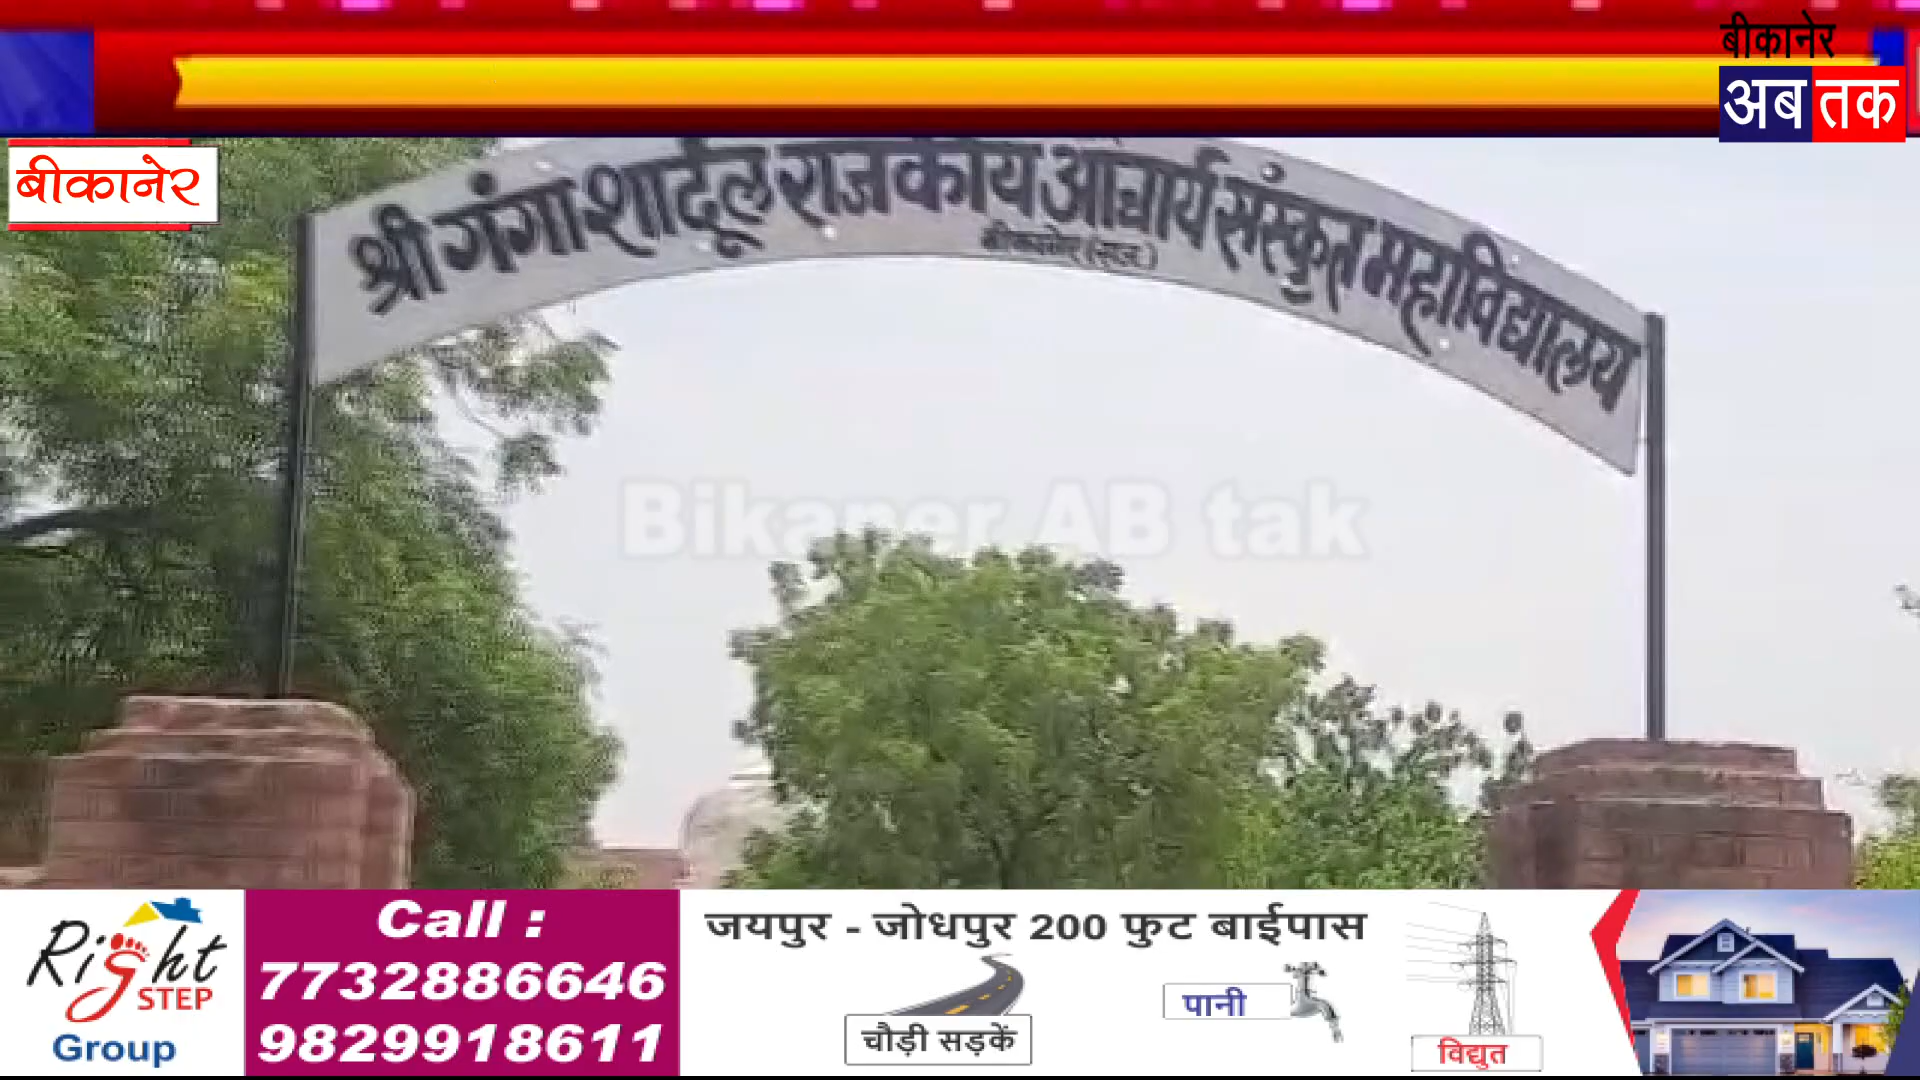 बीकानेर
अब तक
बीकानेर
श्री गंगा शार्दूल राजकीय आचार्य संस्कृत महाविद्यालय
बीकानेर (राज.)
Bikaner AB tak
Right
STEP
Group
Call :
7732886646
9829918611
जयपुर - जोधपुर 200 फुट बाईपास
चौड़ी सड़कें
पानी
विद्युत